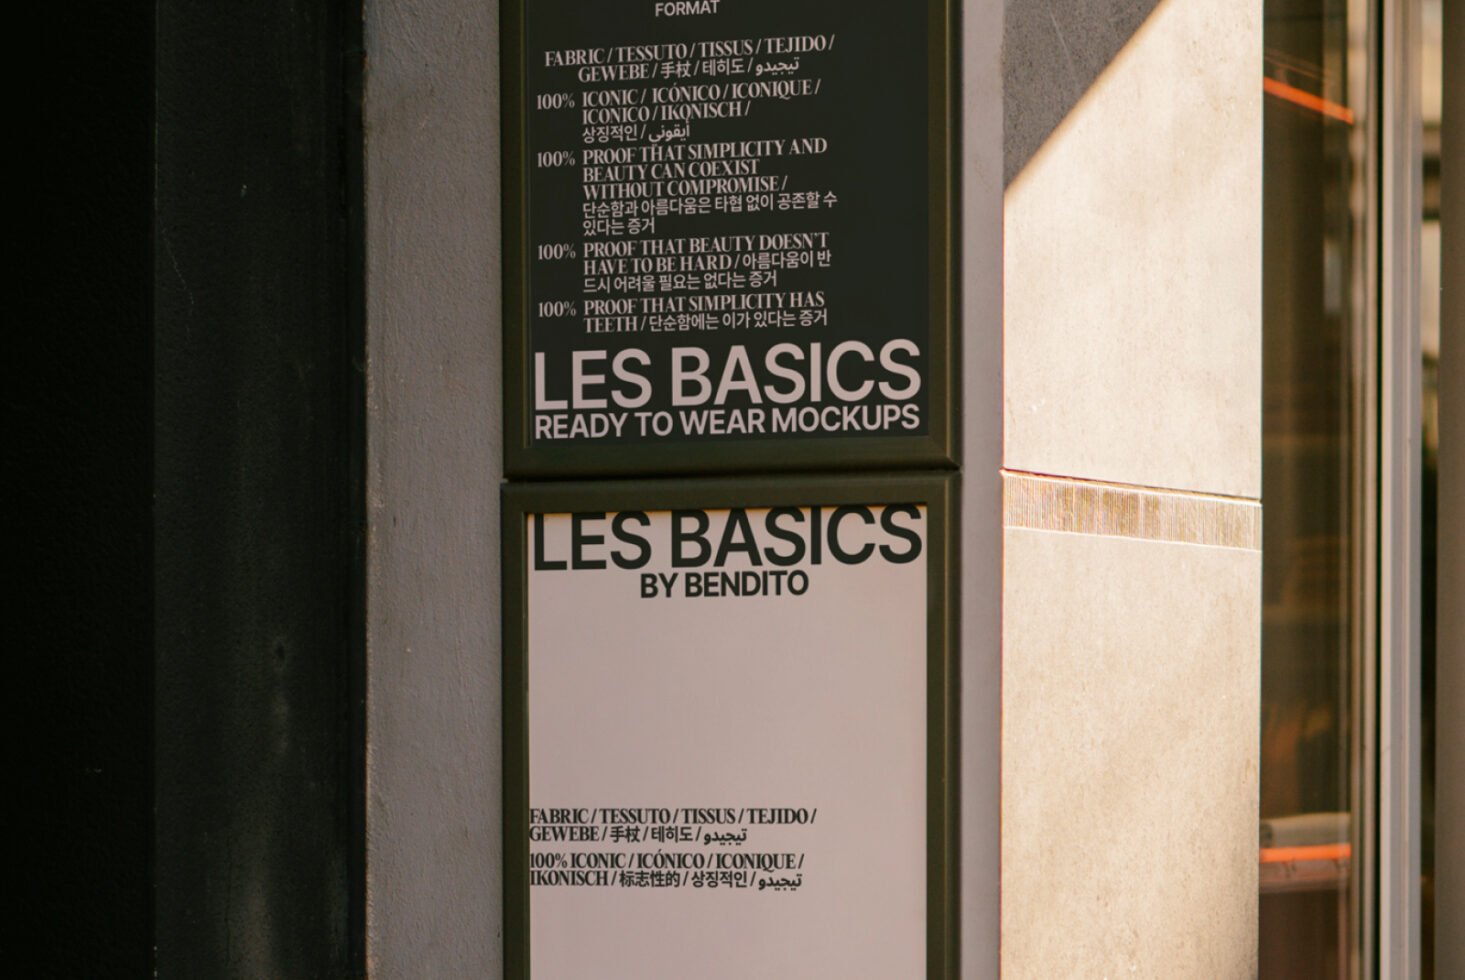 FORMAT
FABRIC / TESSUTO / TISSUS / TEJIDO /
GEWEBE / 手杖 / 테히도 / تيجيدو
100% ICONIC / ICÓNICO / ICONIQUE /
ICONICO / IKONISCH /
상징적인 / أيقوني
100% PROOF THAT SIMPLICITY AND
BEAUTY CAN COEXIST
WITHOUT COMPROMISE /
단순함과 아름다움은 타협 없이 공존할 수
있다는 증거
100% PROOF THAT BEAUTY DOESN'T
HAVE TO BE HARD / 아름다움이 반
드시 어려울 필요는 없다는 증거
100% PROOF THAT SIMPLICITY HAS
TEETH / 단순함에는 이가 있다는 증거
LES BASICS
READY TO WEAR MOCKUPS
LES BASICS
BY BENDITO
FABRIC / TESSUTO / TISSUS / TEJIDO /
GEWEBE / 手杖 / 테히도 / تيجيدو
100% ICONIC / ICÓNICO / ICONIQUE /
IKONISCH / 标志性的 / 상징적인 / تيجيدو